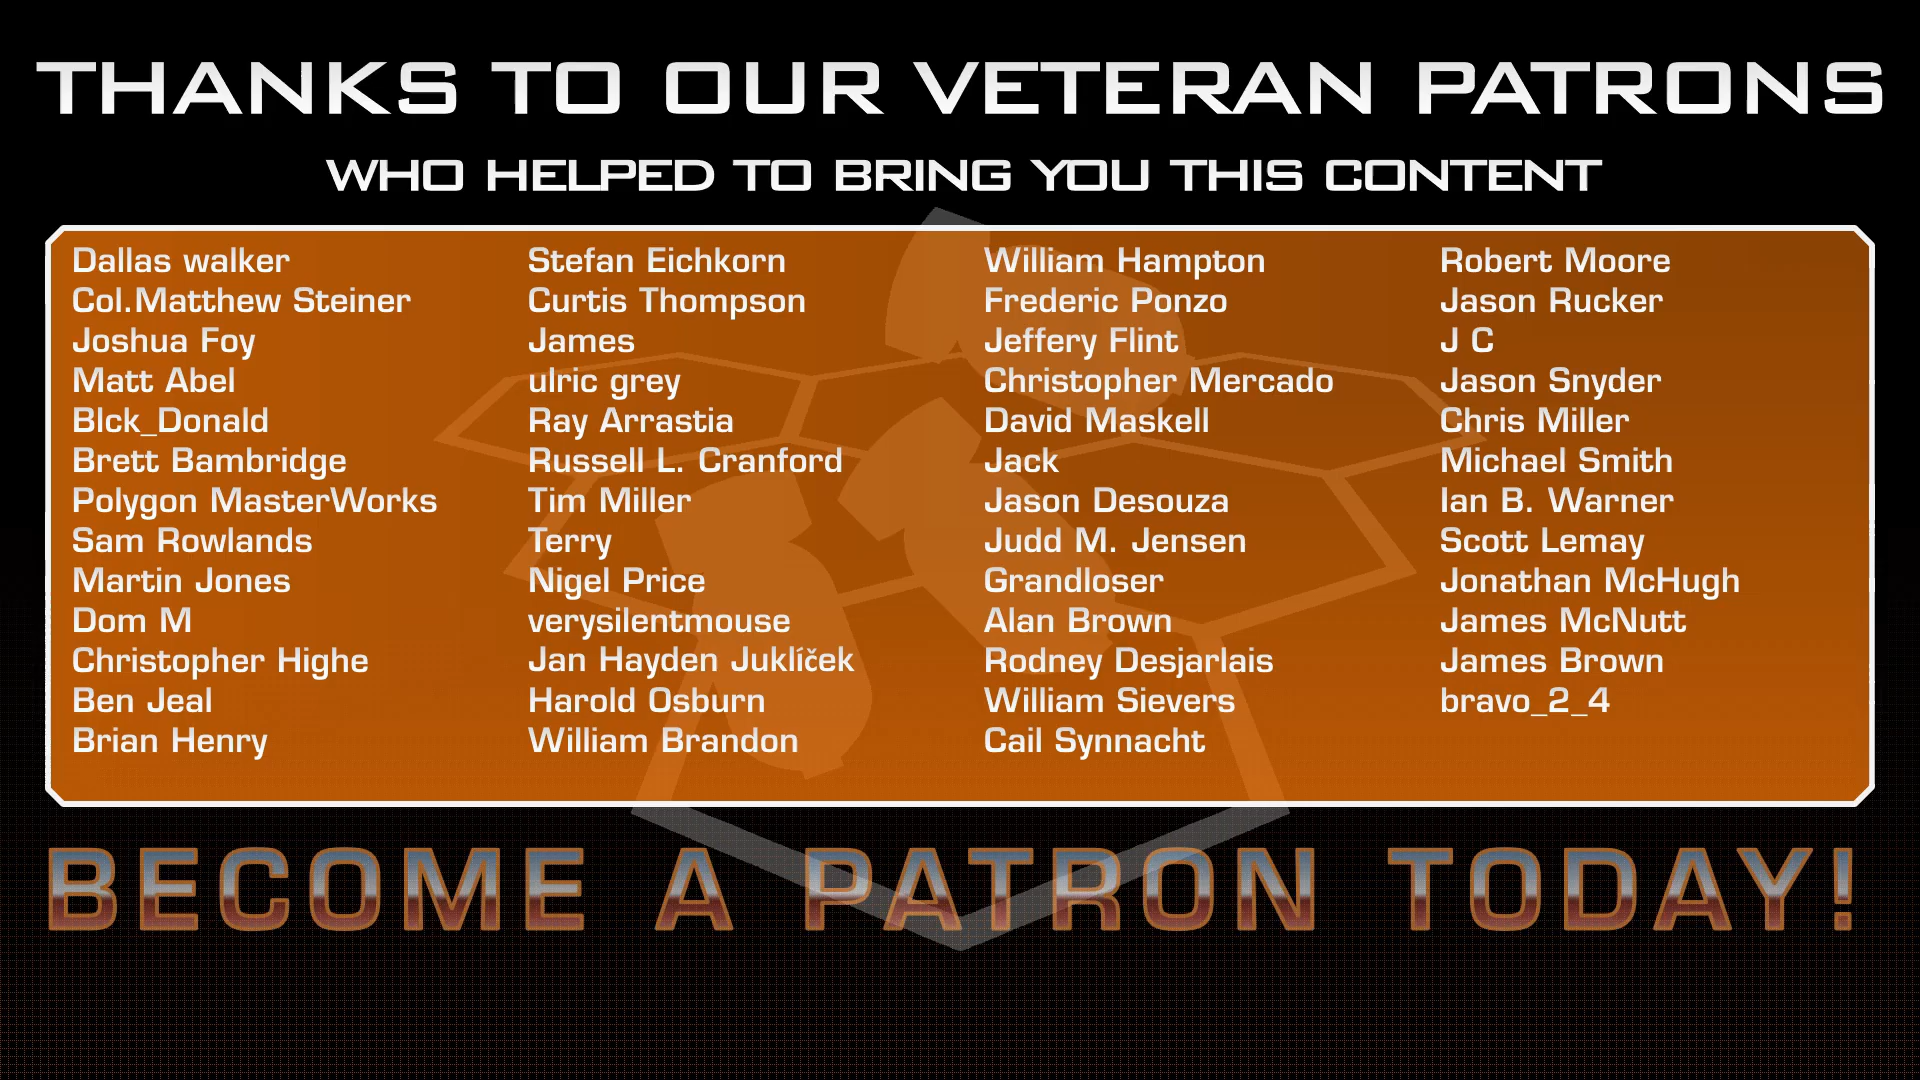 THANKS TO OUR VETERAN PATRONS
WHO HELPED TO BRING YOU THIS CONTENT
Dallas walker
Col.Matthew Steiner
Joshua Foy
Matt Abel
Blck_Donald
Brett Bambridge
Polygon MasterWorks
Sam Rowlands
Martin Jones
Dom M
Christopher Highe
Ben Jeal
Brian Henry
Stefan Eichkorn
Curtis Thompson
James
ulric grey
Ray Arrastia
Russell L. Cranford
Tim Miller
Terry
Nigel Price
verysilentmouse
Jan Hayden Juklíček
Harold Osburn
William Brandon
William Hampton
Frederic Ponzo
Jeffery Flint
Christopher Mercado
David Maskell
Jack
Jason Desouza
Judd M. Jensen
Grandloser
Alan Brown
Rodney Desjarlais
William Sievers
Cail Synnacht
Robert Moore
Jason Rucker
J C
Jason Snyder
Chris Miller
Michael Smith
Ian B. Warner
Scott Lemay
Jonathan McHugh
James McNutt
James Brown
bravo_2_4
BECOME A PATRON TODAY!